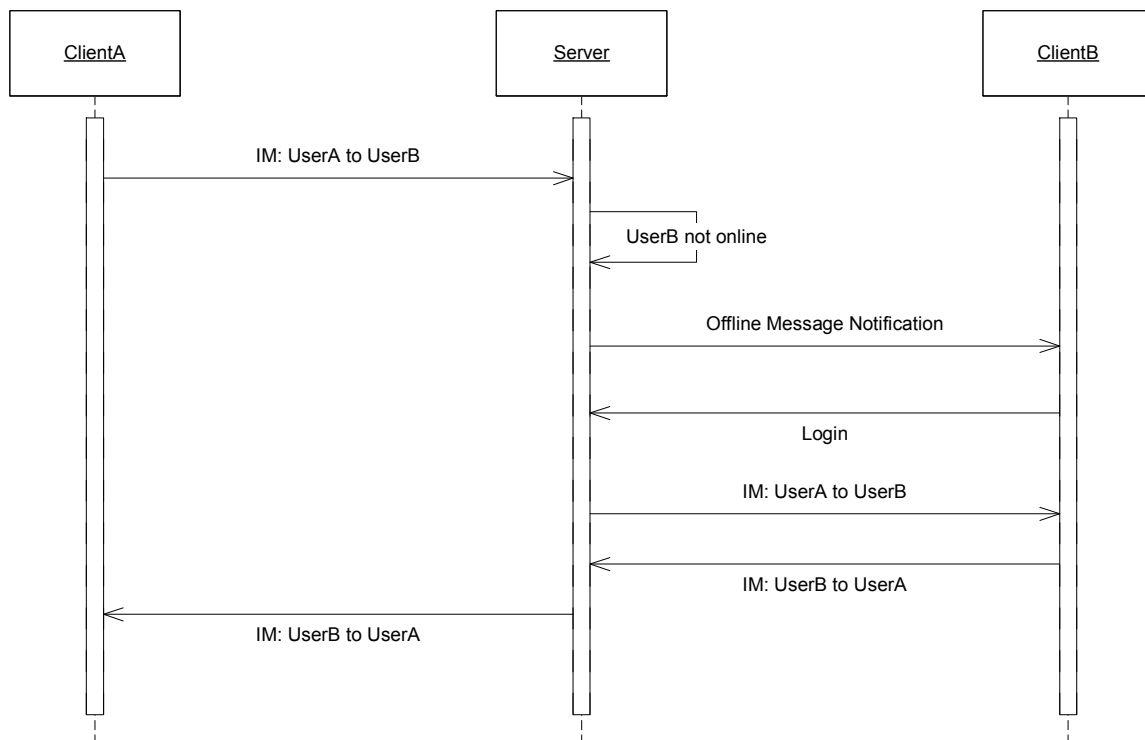 ClientA
Server
ClientB
IM: UserA to UserB
UserB not online
Offline Message Notification
Login
IM: UserA to UserB
IM: UserB to UserA
IM: UserB to UserA